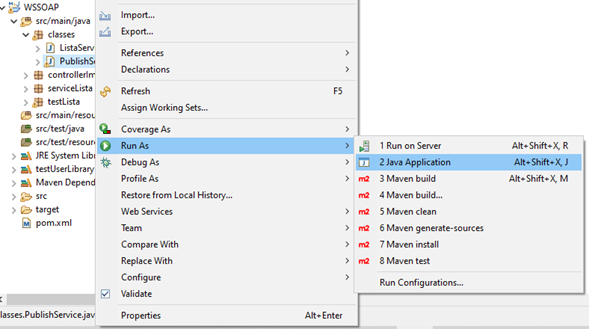 WSSOAP
src/main/java
classes
ListaServ
PublishSe
controllerIm
serviceLista
testLista
src/main/resou
src/test/java
src/test/resour
JRE System Libr
testUserLibrary
Maven Depend
src
target
pom.xml
lasses.PublishService.jav
Import...
Export...
References
Declarations
Refresh F5
Assign Working Sets...
Coverage As
Run As
Debug As
Profile As
Restore from Local History...
Web Services
Team
Compare With
Replace With
Configure
Validate
Properties Alt+Enter
1 Run on Server Alt+Shift+X, R
2 Java Application Alt+Shift+X, J
m2 3 Maven build Alt+Shift+X, M
m2 4 Maven build...
m2 5 Maven clean
m2 6 Maven generate-sources
m2 7 Maven install
m2 8 Maven test
Run Configurations...